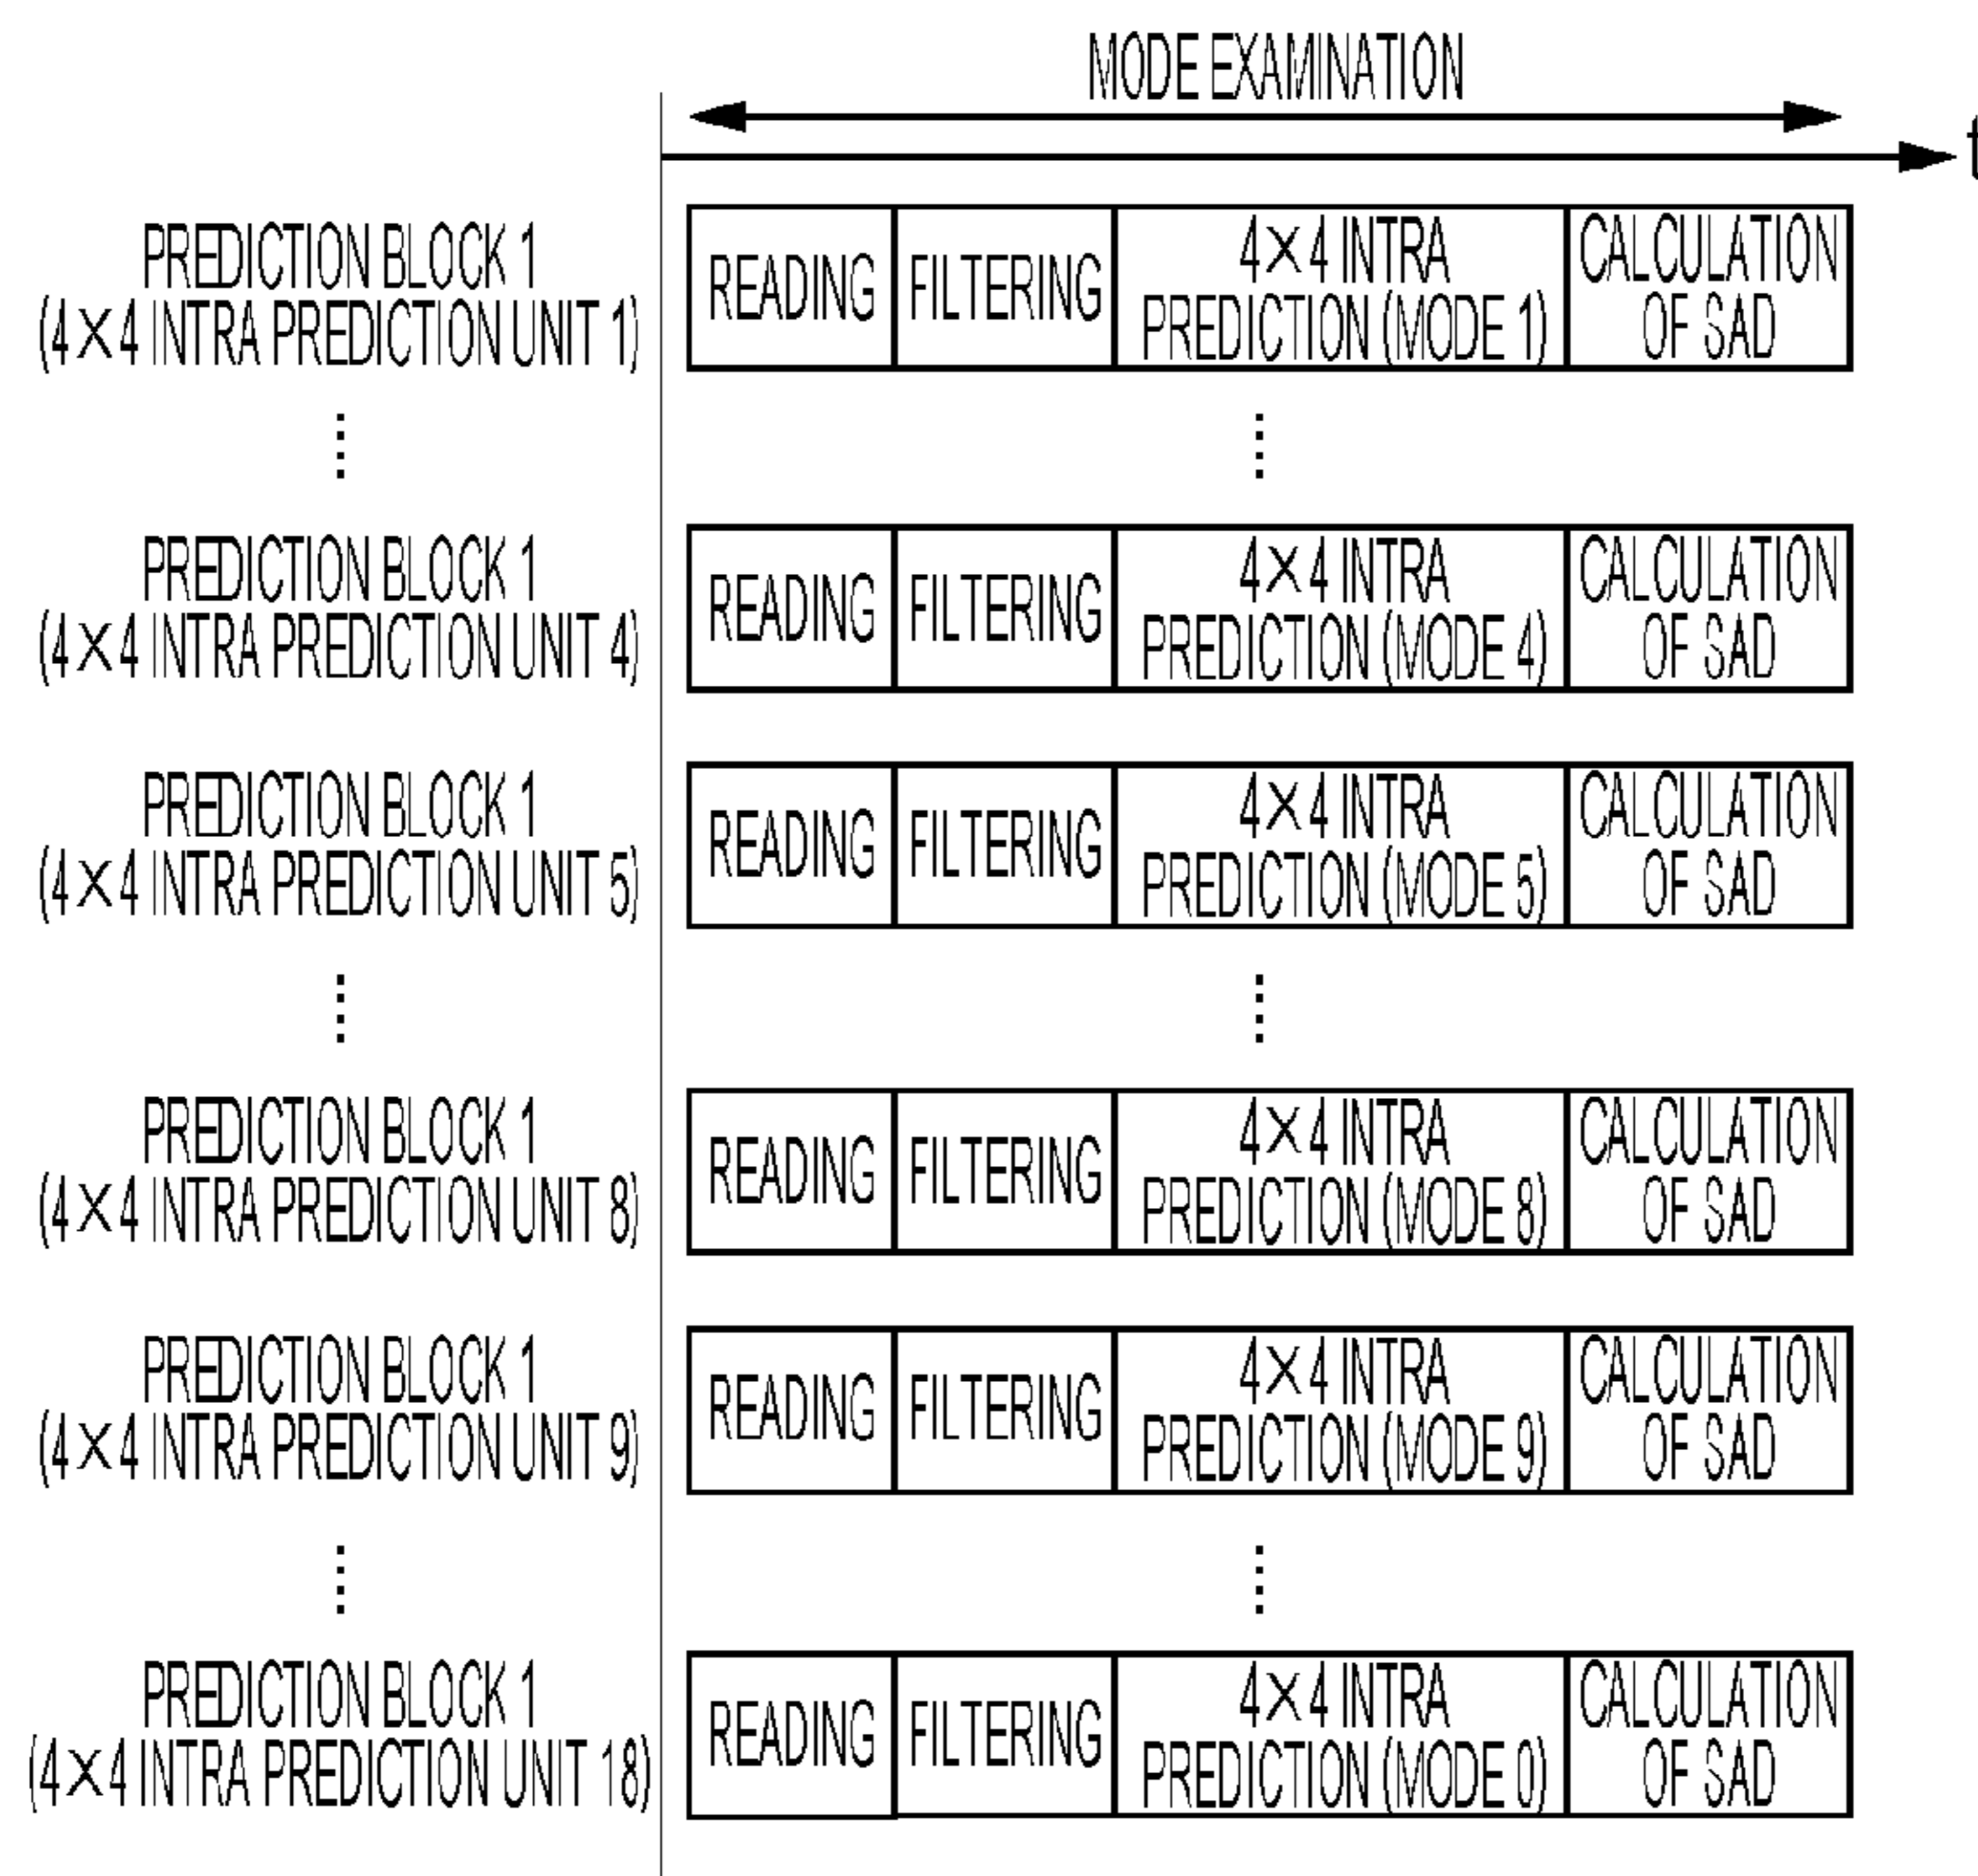 MODE EXAMINATION
t
PREDICTION BLOCK 1
(4×4 INTRA PREDICTION UNIT 1)
READING
FILTERING
4×4 INTRA
PREDICTION (MODE 1)
CALCULATION
OF SAD
PREDICTION BLOCK 1
(4×4 INTRA PREDICTION UNIT 4)
READING
FILTERING
4×4 INTRA
PREDICTION (MODE 4)
CALCULATION
OF SAD
PREDICTION BLOCK 1
(4×4 INTRA PREDICTION UNIT 5)
READING
FILTERING
4×4 INTRA
PREDICTION (MODE 5)
CALCULATION
OF SAD
PREDICTION BLOCK 1
(4×4 INTRA PREDICTION UNIT 8)
READING
FILTERING
4×4 INTRA
PREDICTION (MODE 8)
CALCULATION
OF SAD
PREDICTION BLOCK 1
(4×4 INTRA PREDICTION UNIT 9)
READING
FILTERING
4×4 INTRA
PREDICTION (MODE 9)
CALCULATION
OF SAD
PREDICTION BLOCK 1
(4×4 INTRA PREDICTION UNIT 18)
READING
FILTERING
4×4 INTRA
PREDICTION (MODE 0)
CALCULATION
OF SAD